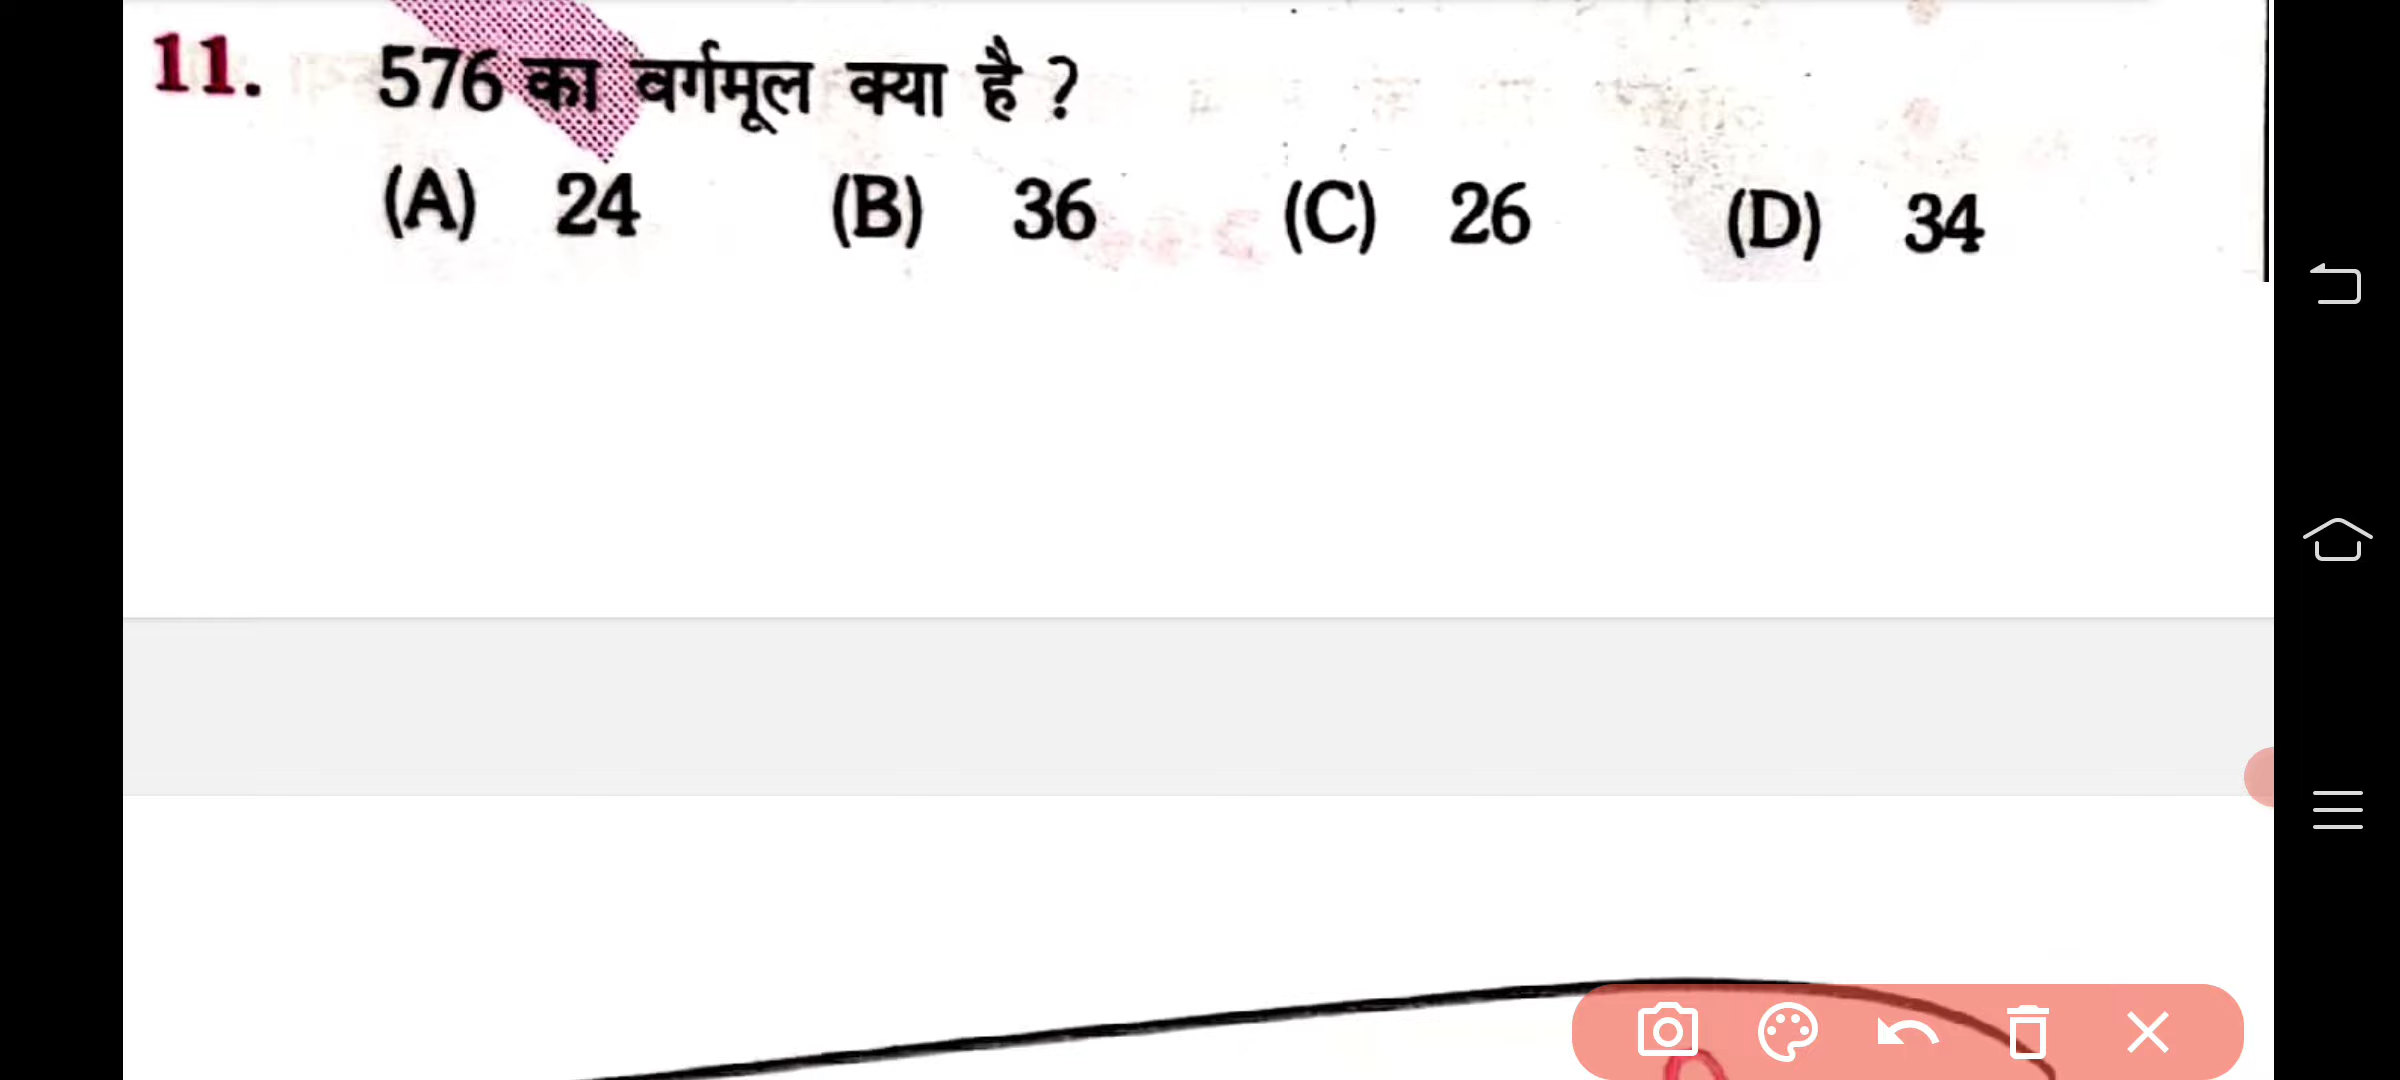 11. 576 का वर्गमूल क्या है ?
(A) 24 (B) 36 (C) 26 (D) 34